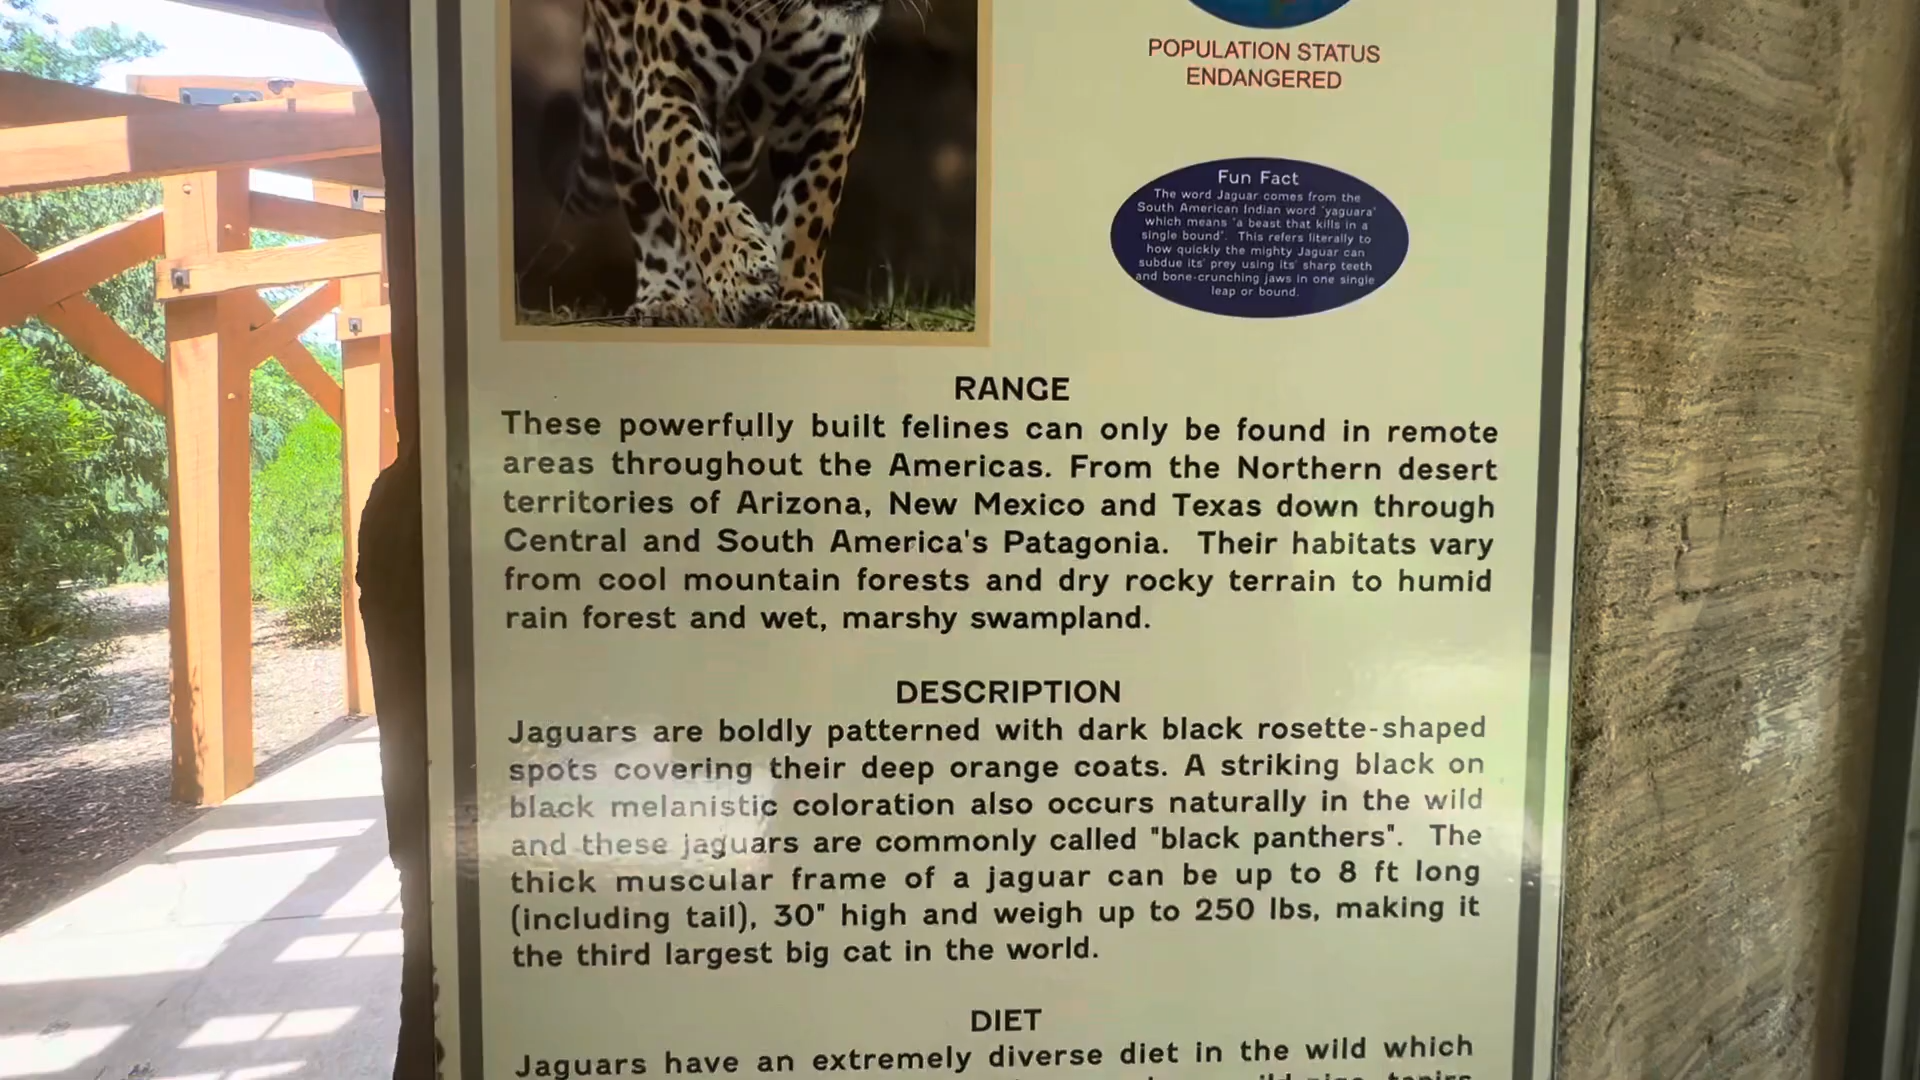 POPULATION STATUS
ENDANGERED
Fun Fact
The word Jaguar comes from the
South American Indian word "yaguara"
which means "a beast that kills in a
single bound". This refers literally to
how quickly the mighty Jaguar can
subdue its' prey using its' sharp teeth
and bone-crunching jaws in one single
leap or bound.
RANGE
These powerfully built felines can only be found in remote
areas throughout the Americas. From the Northern desert
territories of Arizona, New Mexico and Texas down through
Central and South America's Patagonia. Their habitats vary
from cool mountain forests and dry rocky terrain to humid
rain forest and wet, marshy swampland.
DESCRIPTION
Jaguars are boldly patterned with dark black rosette-shaped
spots covering their deep orange coats. A striking black on
black melanistic coloration also occurs naturally in the wild
and these jaguars are commonly called "black panthers". The
thick muscular frame of a jaguar can be up to 8 ft long
(including tail), 30" high and weigh up to 250 lbs, making it
the third largest big cat in the world.
DIET
Jaguars have an extremely diverse diet in the wild which